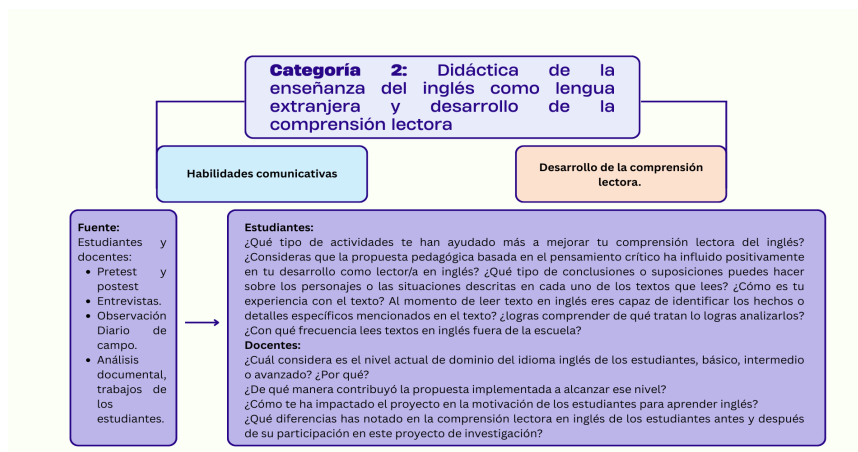 Categoría 2: Didáctica de la
enseñanza del inglés como lengua
extranjera y desarrollo de la
comprensión lectora
Habilidades comunicativas
Desarrollo de la comprensión
lectora.
Fuente:
Estudiantes y
docentes:
• Pretest y
postest
• Entrevistas.
• Observación
Diario de
campo.
• Análisis
documental,
trabajos de
los
estudiantes.
Estudiantes:
¿Qué tipo de actividades te han ayudado más a mejorar tu comprensión lectora del inglés?
¿Consideras que la propuesta pedagógica basada en el pensamiento crítico ha influido positivamente
en tu desarrollo como lector/a en inglés? ¿Qué tipo de conclusiones o suposiciones puedes hacer
sobre los personajes o las situaciones descritas en cada uno de los textos que lees? ¿Cómo es tu
experiencia con el texto? Al momento de leer texto en inglés eres capaz de identificar los hechos o
detalles específicos mencionados en el texto? ¿logras comprender de qué tratan lo logras analizarlos?
¿Con qué frecuencia lees textos en inglés fuera de la escuela?
Docentes:
¿Cuál considera es el nivel actual de dominio del idioma inglés de los estudiantes, básico, intermedio
o avanzado? ¿Por qué?
¿De qué manera contribuyó la propuesta implementada a alcanzar ese nivel?
¿Cómo te ha impactado el proyecto en la motivación de los estudiantes para aprender inglés?
¿Qué diferencias has notado en la comprensión lectora en inglés de los estudiantes antes y después
de su participación en este proyecto de investigación?